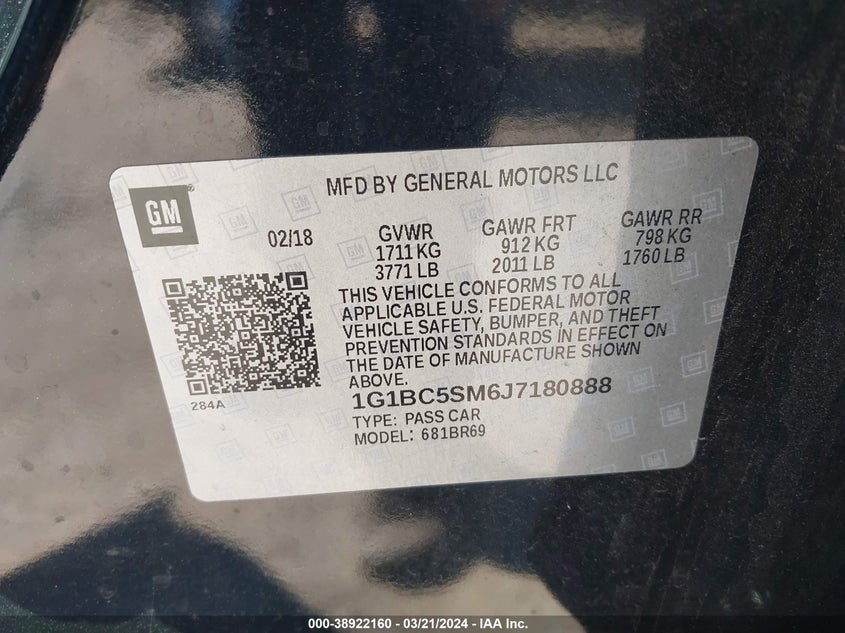 MFD BY GENERAL MOTORS LLC
GM®
02/18
GVWR
1711 KG
3771 LB
GAWR FRT
912 KG
2011 LB
GAWR RR
798 KG
1760 LB
THIS VEHICLE CONFORMS TO ALL
APPLICABLE U.S. FEDERAL MOTOR
VEHICLE SAFETY, BUMPER, AND THEFT
PREVENTION STANDARDS IN EFFECT ON
THE DATE OF MANUFACTURE SHOWN
ABOVE.
284A
1G1BC5SM6J7180888
TYPE: PASS CAR
MODEL: 681BR69
000-38922160 - 03/21/2024 - IAA Inc.